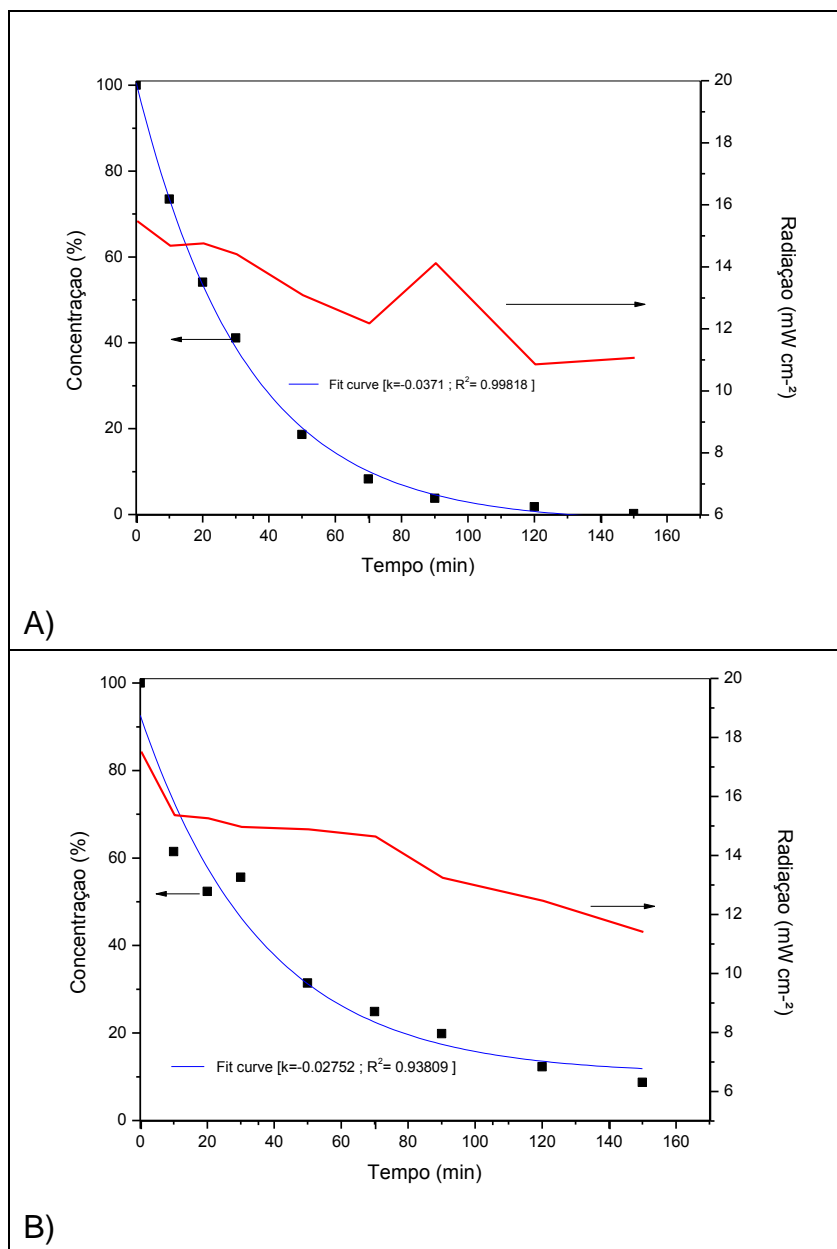 100
80
60
40
20
0
Concentraçao (%)
20
18
16
14
12
10
8
6
Radiaçao (mW cm-²)
Fit curve [k=-0.0371 ; R²= 0.99818 ]
0 20 40 60 80 100 120 140 160
Tempo (min)
A)
100
80
60
40
20
0
Concentraçao (%)
20
18
16
14
12
10
8
6
Radiaçao (mW cm-²)
Fit curve [k=-0.02752 ; R²= 0.93809 ]
0 20 40 60 80 100 120 140 160
Tempo (min)
B)